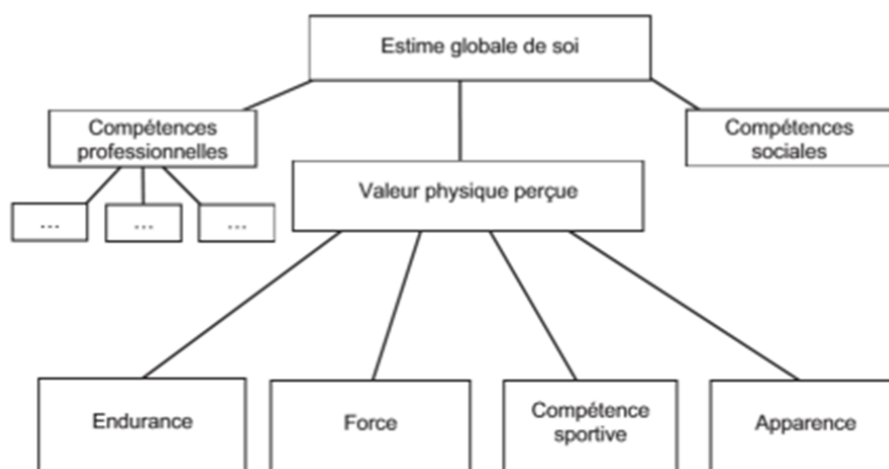 Estime globale de soi
Compétences
professionnelles
Compétences
sociales
Valeur physique perçue
...
...
...
Endurance
Force
Compétence
sportive
Apparence